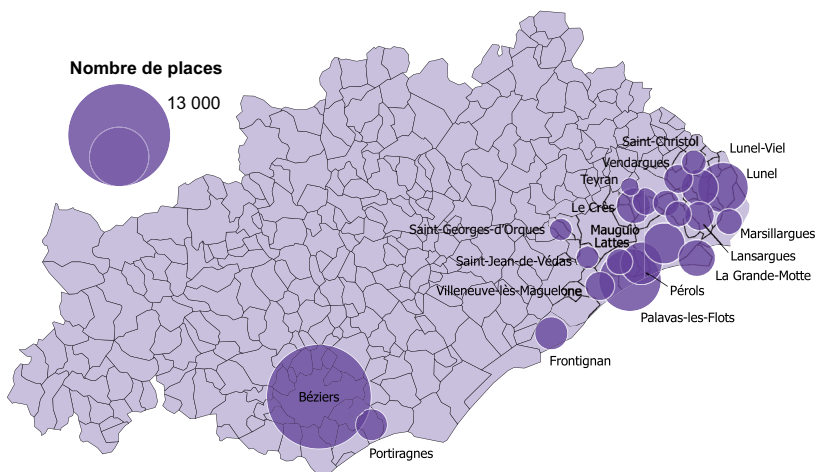 Nombre de places
13 000
Saint-Christol
Lunel-Viel
Vendargues
Lunel
Teyran
Le Crès
Saint-Georges-d'Orques
Mauguio
Marsillargues
Lattes
Lansargues
Saint-Jean-de-Védas
La Grande-Motte
Villeneuve-lès-Maguelone
Pérols
Palavas-les-Flots
Frontignan
Béziers
Portiragnes